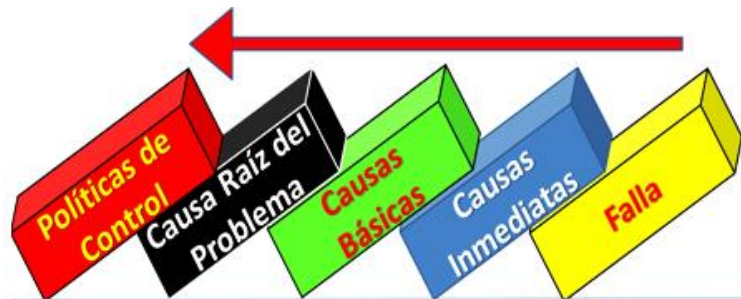 Políticas de
Control
Causa Raíz del
Problema
Causas
Básicas
Causas
Inmediatas
Falla